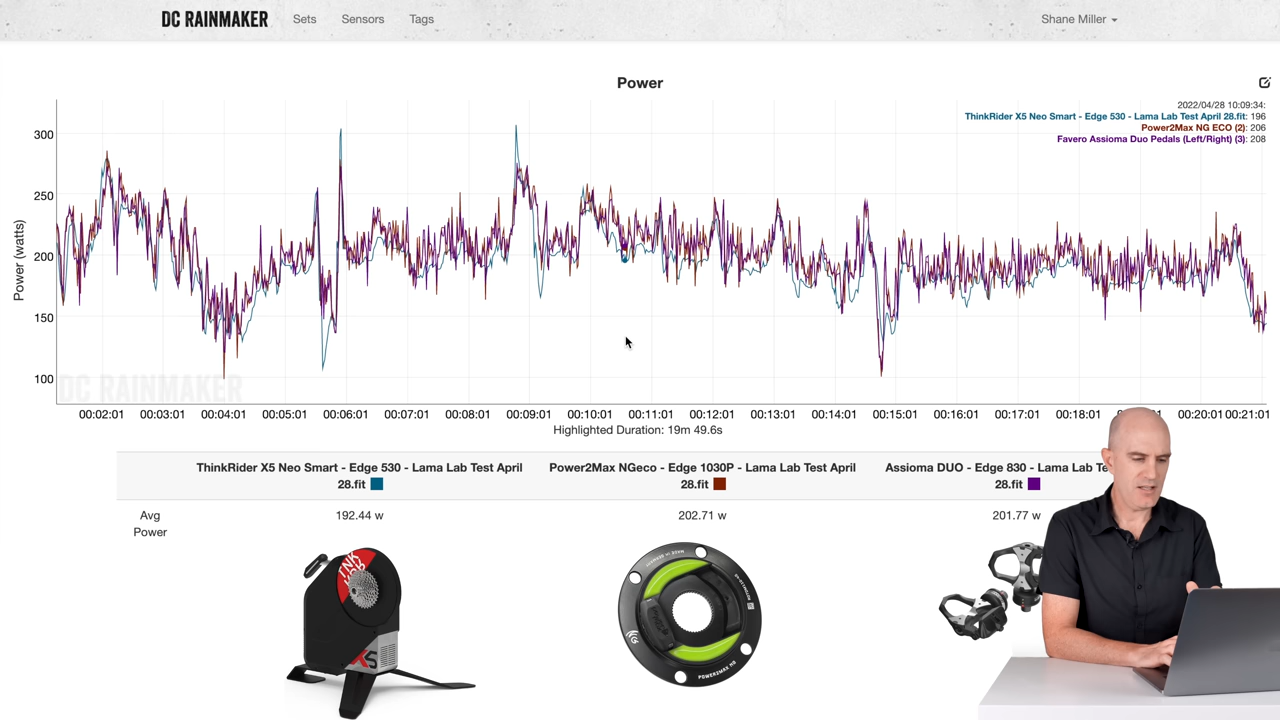 DC RAINMAKER Sets Sensors Tags Shane Miller
Power
2022/04/28 10:09:34:
ThinkRider X5 Neo Smart - Edge 530 - Lama Lab Test April 28.fit: 196
Power2Max NG ECO (2): 206
Favero Assioma Duo Pedals (Left/Right) (3): 208
Power (watts)
300
250
200
150
100
DC RAINMAKER
00:02:01 00:03:01 00:04:01 00:05:01 00:06:01 00:07:01 00:08:01 00:09:01 00:10:01 00:11:01 00:12:01 00:13:01 00:14:01 00:15:01 00:16:01 00:17:01 00:18:01 00:20:01 00:21:01
Highlighted Duration: 19m 49.6s
ThinkRider X5 Neo Smart - Edge 530 - Lama Lab Test April
28.fit
Power2Max NGeco - Edge 1030P - Lama Lab Test April
28.fit
Assioma DUO - Edge 830 - Lama Lab Te
28.fit
Avg
Power
192.44 w
202.71 w
201.77 w
X5
POWER2MAX NG